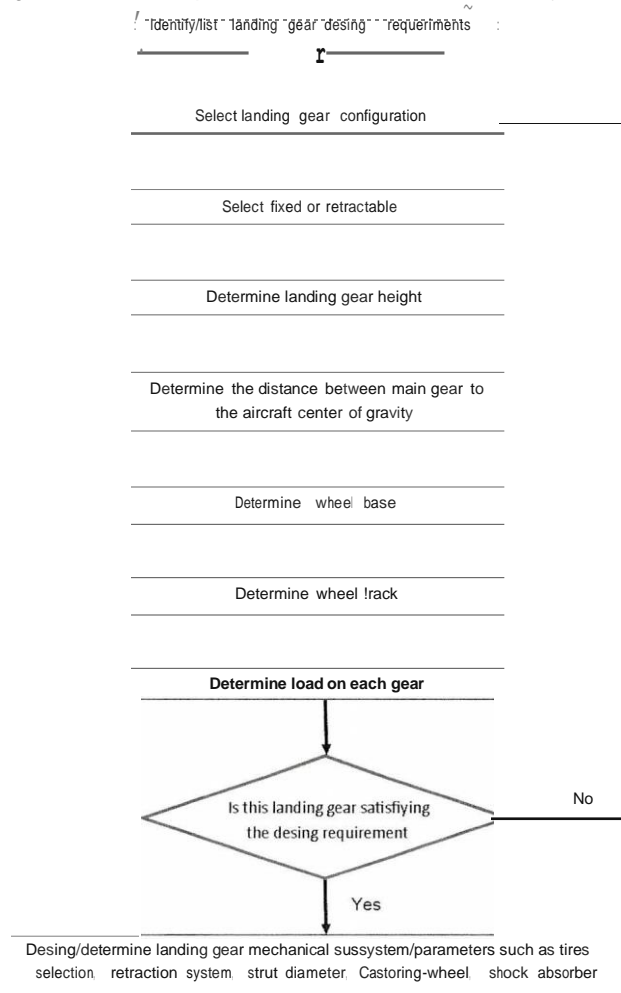 Identify/list landing gear desing requeriments
Select landing gear configuration
Select fixed or retractable
Determine landing gear height
Determine the distance between main gear to
the aircraft center of gravity
Determine wheel base
Determine wheel !rack
Determine load on each gear
Is this landing gear satisfiying
the desing requirement
No
Yes
Desing/determine landing gear mechanical sussystem/parameters such as tires
selection, retraction system, strut diameter, Castoring-wheel, shock absorber